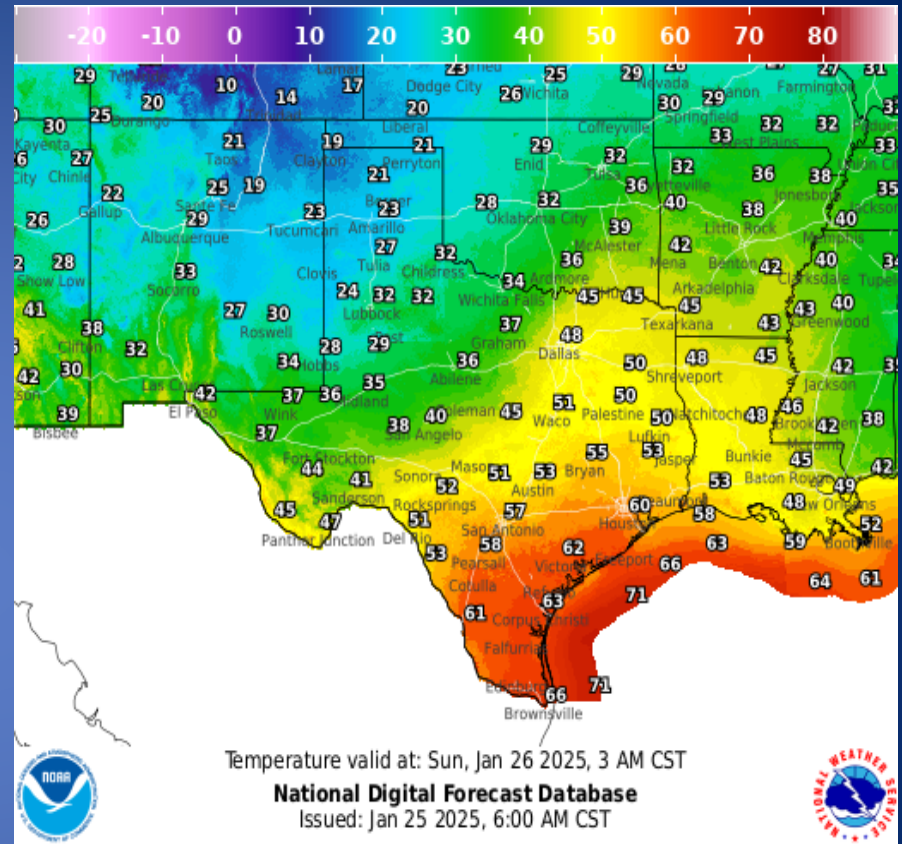 -20 -10 0 10 20 30 40 50 60 70 80
29 10 17 23 25 29 27 31
Dodge City Wichita Nevada Farmington
20 14 20 26 30 29
Durango Liberal Coffeyville Springfield
30 25 33 32 32
Kayenta West Plains
27 21 19 21 29 32 33
Chinle Taos Clayton Perryton Enid Tulsa Union City
22 25 19 21 36 32 36 38 35
Gallup Santa Fe Jonesboro Jackson
26 29 23 23 28 32 40 38 40
Albuquerque Tucumcari Amarillo Oklahoma City Little Rock Memphis
28 33 27 32 36 39 42 42 40
Show Low Socorro Clovis Tulia Childress Ardmore McAlester Mena Benton Clarksdale
24 32 32 34 45 45
Wichita Falls Arkadelphia
41 27 30 37 45 43 40
Roswell Lubbock Graham Texarkana Greenwood
38 32 34 28 29 48 43
Clifton Hobbs Dallas
42 30 36 50 48 45 42
Abilene Shreveport Jackson
39 42 37 36 35 51 50 46
Bisbee El Paso Wink Midland Waco Palestine
37 38 40 45 50 48 42 38
San Angelo Coleman Lufkin Natchitoches
44 41 52 51 53 55 53 53 45 42
Fort Stockton Sonora Mason Austin Bryan Jasper Bunkie Mccomb
45 47 51 57 60 58 48 49
Sanderson Rocksprings Beaumont Baton Rouge
Panther Junction Del Rio San Antonio Houston New Orleans
53 58 62 63 59 52
Pearsall Victoria Freeport Boothville
61 63 71 66 64 61
Cotulla Refugio Corpus Christi
Falfurrias
Edinburg 66 71
Brownsville
Temperature valid at: Sun, Jan 26 2025, 3 AM CST
National Digital Forecast Database
Issued: Jan 25 2025, 6:00 AM CST
NOAA
NATIONAL WEATHER SERVICE